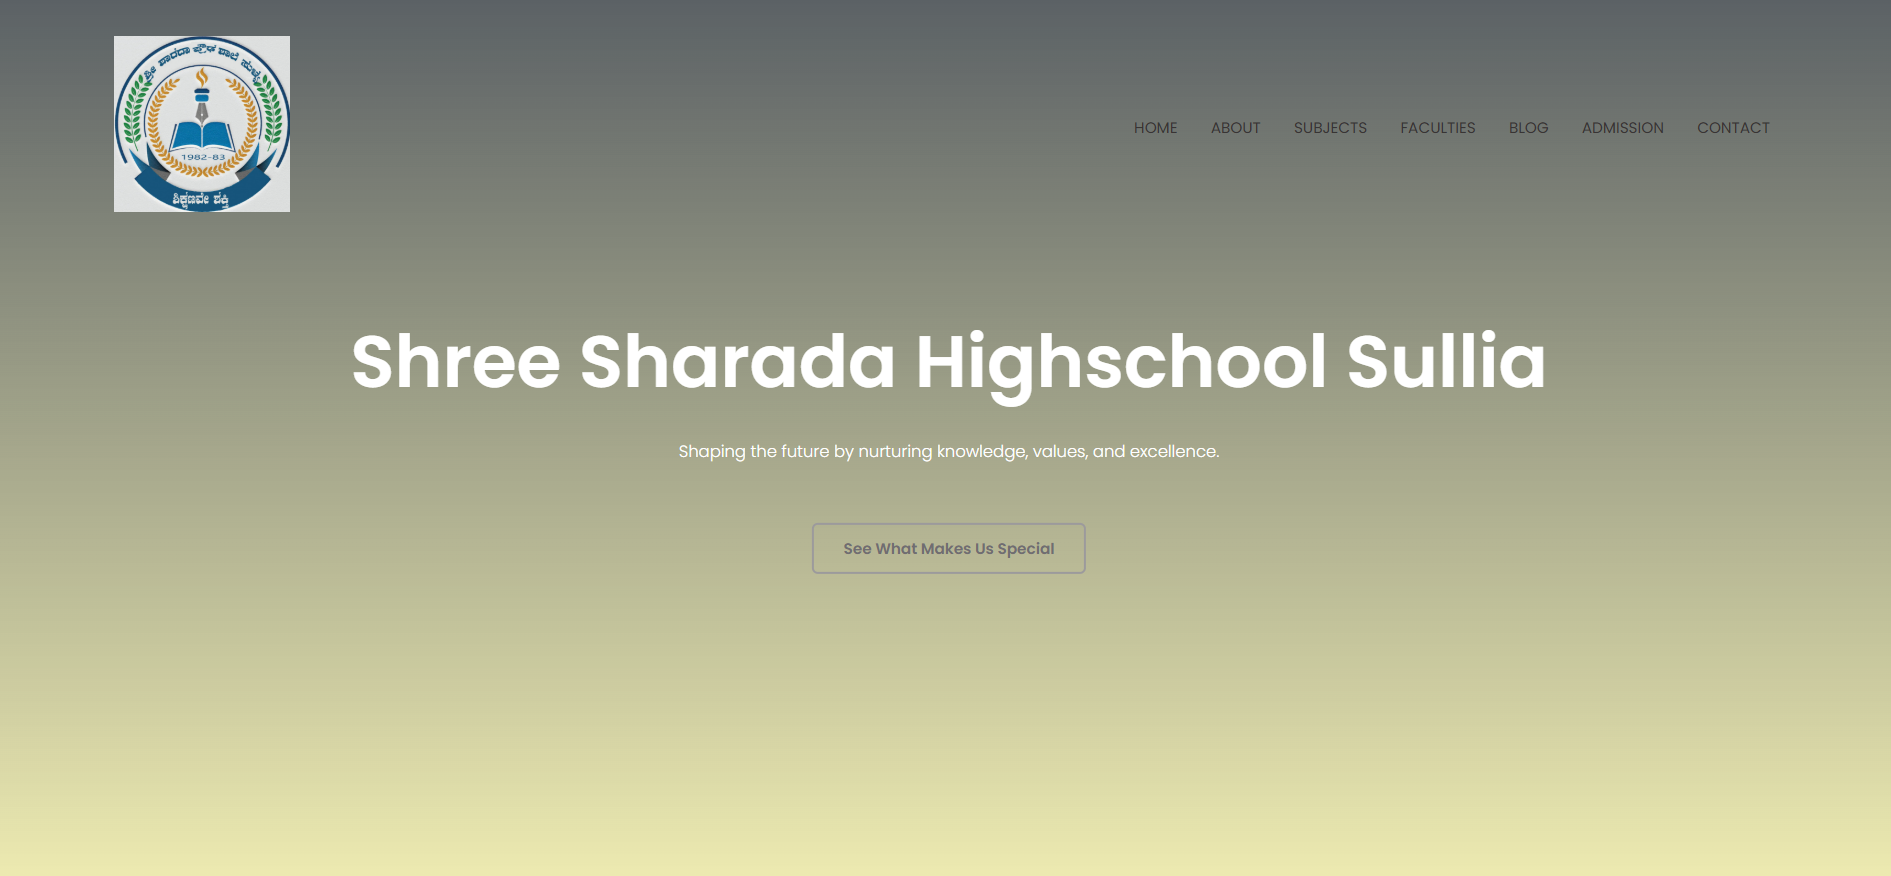 ಶ್ರೀ ಶಾರದಾ ಪ್ರೌಢ ಶಾಲೆ ಸುಳ್ಯ
1982-83
ಶಿಕ್ಷಣವೇ ಶಕ್ತಿ
HOME ABOUT SUBJECTS FACULTIES BLOG ADMISSION CONTACT
Shree Sharada Highschool Sullia
Shaping the future by nurturing knowledge, values, and excellence.
See What Makes Us Special